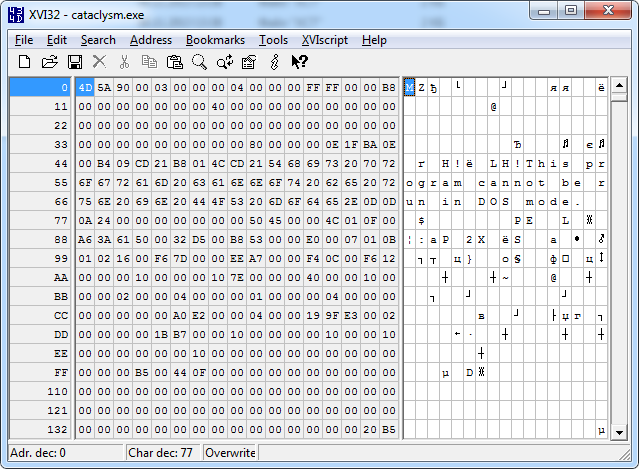 XVI32 - cataclysm.exe
File Edit Search Address Bookmarks Tools XVIscript Help
0 4D 5A 90 00 03 00 00 00 04 00 00 00 FF FF 00 00 B8 M Z ђ └ ┘ я я ё
11 00 00 00 00 00 00 00 40 00 00 00 00 00 00 00 00 00 @
22 00 00 00 00 00 00 00 00 00 00 00 00 00 00 00 00 00
33 00 00 00 00 00 00 00 00 00 80 00 00 00 0E 1F BA 0E Ђ ♫ є ♫
44 00 B4 09 CD 21 B8 01 4C CD 21 54 68 69 73 20 70 72 ґ Н ! ё L Н ! T h i s p r
55 6F 67 72 61 6D 20 63 61 6E 6E 6F 74 20 62 65 20 72 o g r a m c a n n o t b e r
66 75 6E 20 69 6E 20 44 4F 53 20 6D 6F 64 65 2E 0D 0D u n i n D O S m o d e .
77 0A 24 00 00 00 00 00 00 00 50 45 00 00 4C 01 0F 00 $ P E L
88 A6 3A 61 50 00 32 D5 00 B8 53 00 00 E0 00 07 01 0B ¦ : a P 2 Х ё S а
99 01 02 16 00 F6 7D 00 00 EE A7 00 00 F4 0C 00 F6 12 ┐ ┬ ц } о § ф ц ↕
AA 00 00 10 00 00 10 7E 00 00 00 40 00 00 10 00 00 ┼ ┼ ~ @ ┼
BB 00 00 02 00 00 04 00 00 00 01 00 00 00 04 00 00 00 ┐ ┘ ┘
CC 00 00 00 00 00 A0 E2 00 00 04 00 00 19 9F E3 00 02 в ┘ џ г ┐
DD 00 00 00 00 1B B7 00 00 10 00 00 00 00 10 00 00 10 ← · ┼ ┼ ┼
EE 00 00 00 00 00 00 10 00 00 00 00 00 00 00 00 00 00 ┼
FF 00 00 00 B5 00 44 0F 00 00 00 00 00 00 00 00 00 00 µ D
110 00 00 00 00 00 00 00 00 00 00 00 00 00 00 00 00 00
121 00 00 00 00 00 00 00 00 00 00 00 00 00 00 00 00 00
132 00 00 00 00 00 00 00 00 00 00 00 00 00 00 00 20 B5 µ
Adr. dec: 0 Char dec: 77 Overwrite